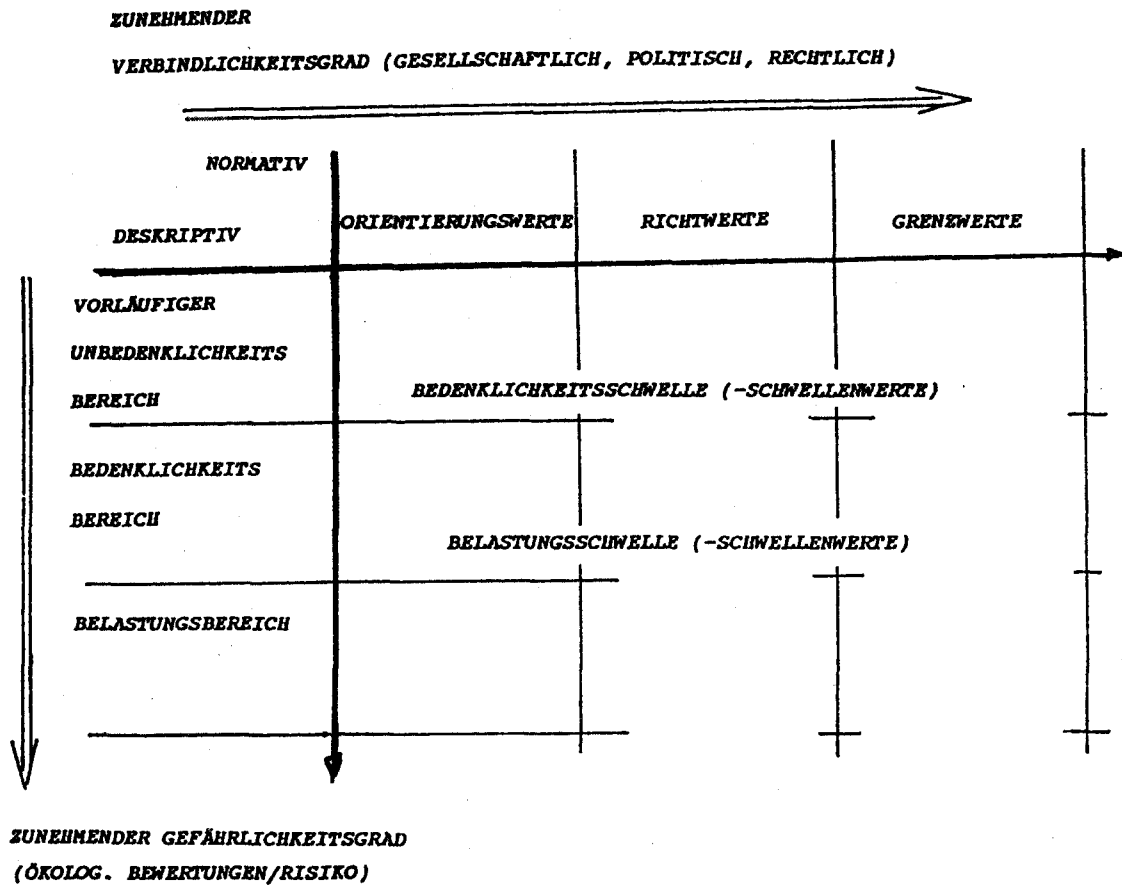 ZUNEHMENDER
VERBINDLICHKEITSGRAD (GESELLSCHAFTLICH, POLITISCH, RECHTLICH)
NORMATIV
DESKRIPTIV
ORIENTIERUNGSWERTE
RICHTWERTE
GRENZWERTE
VORLÄUFIGER
UNBEDENKLICHKEITS
BEREICH
BEDENKLICHKEITSSCHWELLE (-SCHWELLENWERTE)
BEDENKLICHKEITS
BEREICH
BELASTUNGSSCHWELLE (-SCHWELLENWERTE)
BELASTUNGSBEREICH
ZUNEHMENDER GEFÄHRLICHKEITSGRAD
(ÖKOLOG. BEWERTUNGEN/RISIKO)